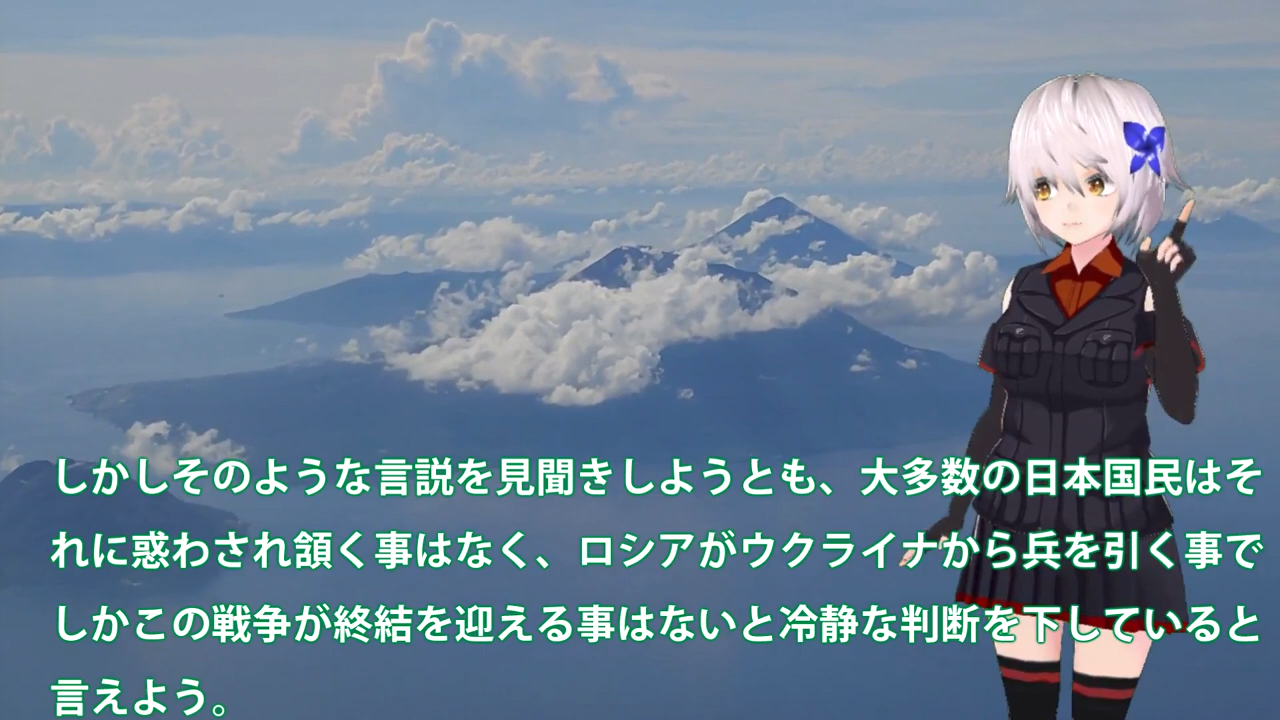 しかしそのような言説を見聞きしようとも、大多数の日本国民はそ
れに惑わされ頷く事はなく、ロシアがウクライナから兵を引く事で
しかこの戦争が終結を迎える事はないと冷静な判断を下していると
言えよう。